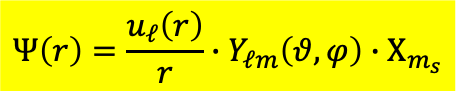 Ψ(r) = u_ℓ(r)/r · Y_ℓm(ϑ, φ) · Χ_m_s